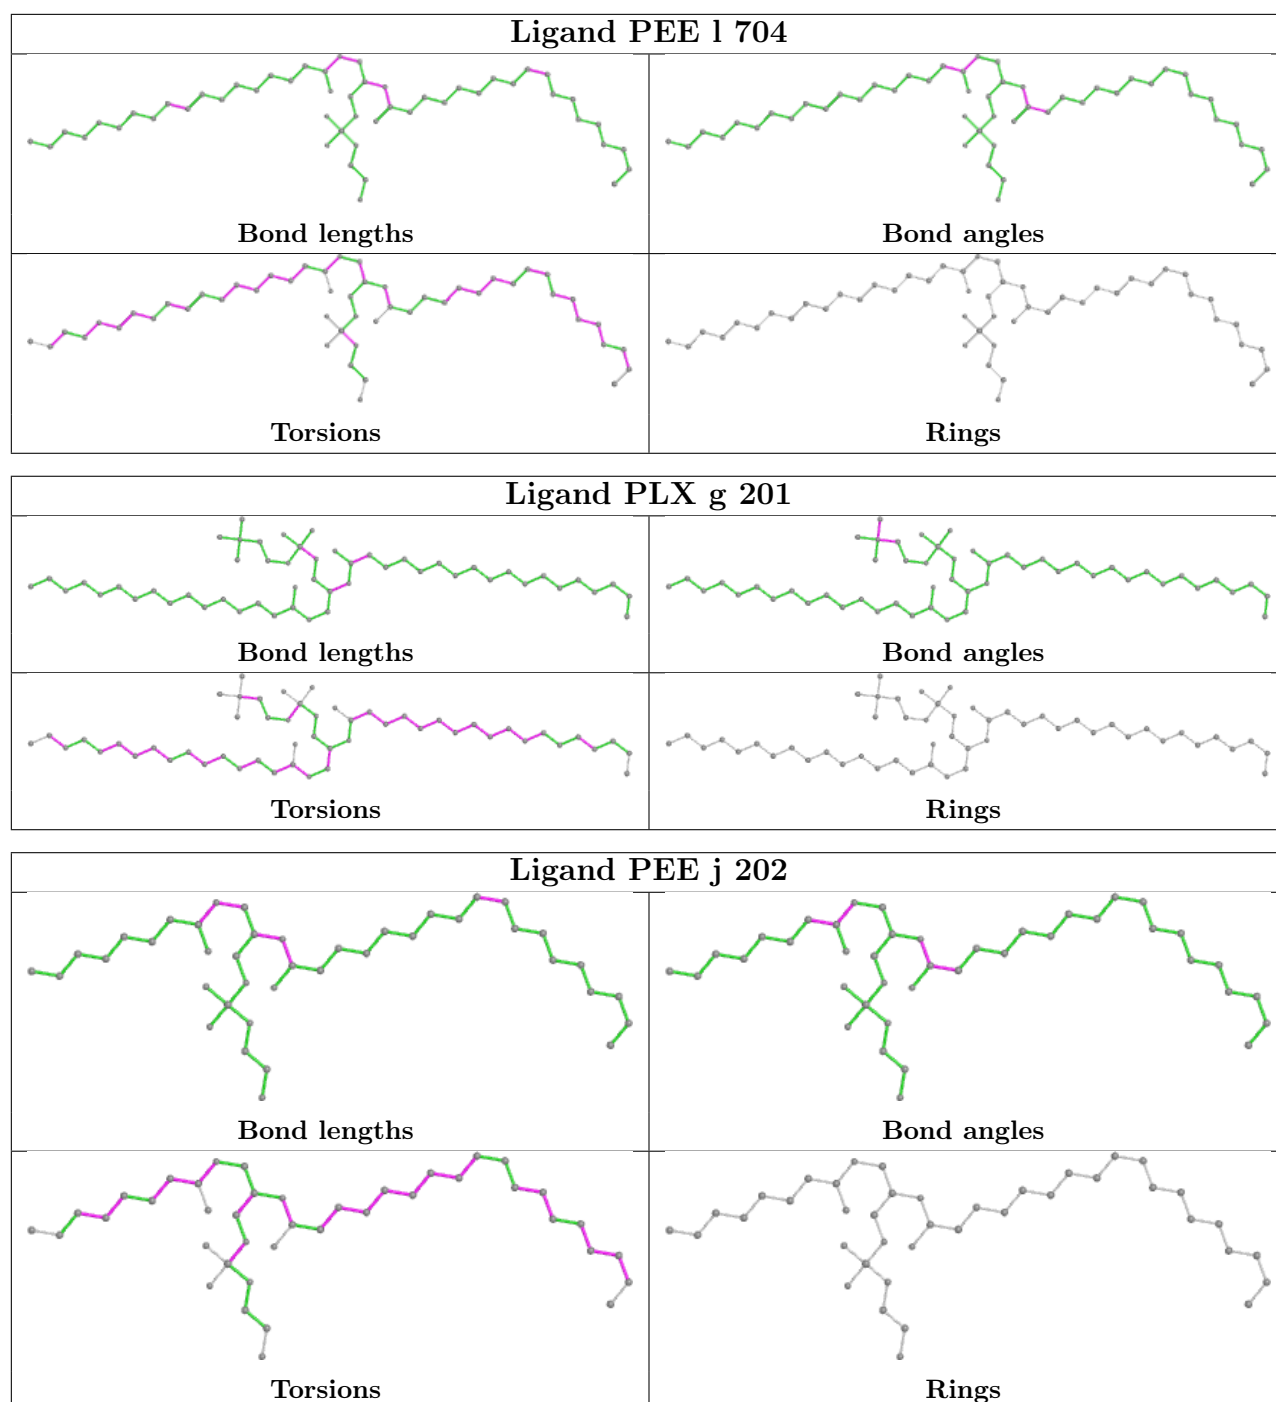 Ligand PEE l 704
Bond lengths
Bond angles
Torsions
Rings
Ligand PLX g 201
Bond lengths
Bond angles
Torsions
Rings
Ligand PEE j 202
Bond lengths
Bond angles
Torsions
Rings